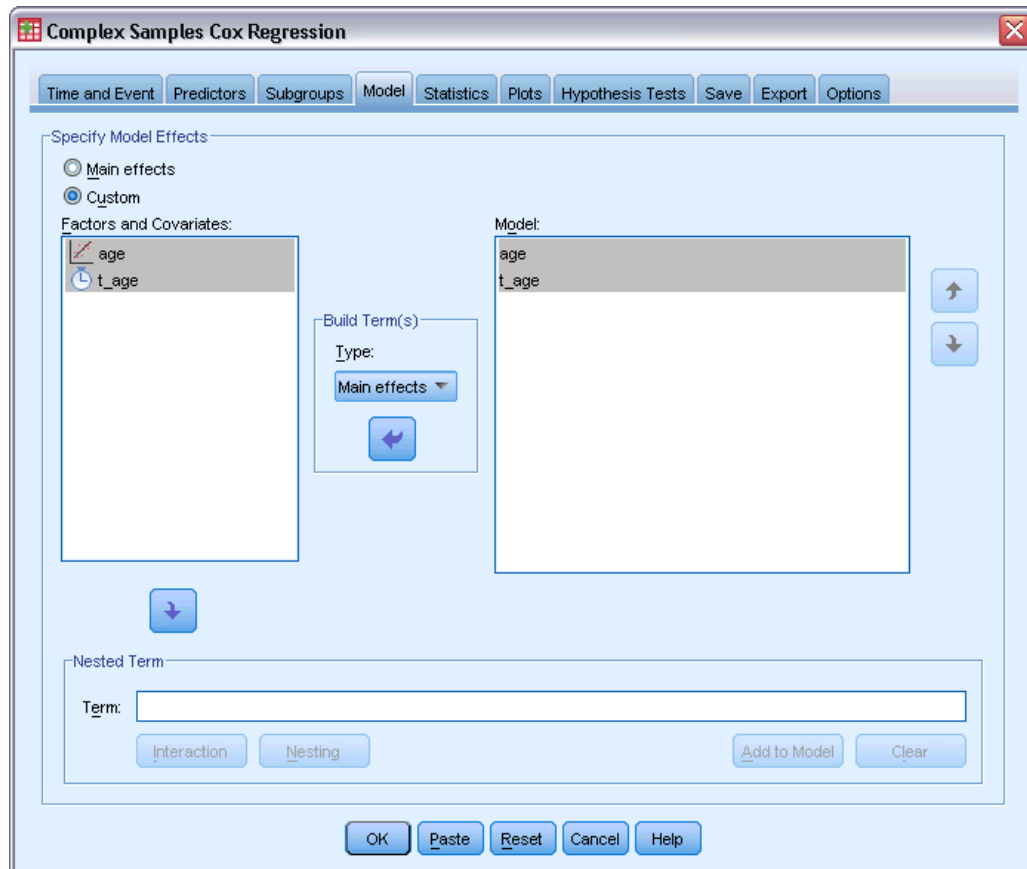 Complex Samples Cox Regression
Time and Event Predictors Subgroups Model Statistics Plots Hypothesis Tests Save Export Options
Specify Model Effects
Main effects
Custom
Factors and Covariates:
age
t_age
Build Term(s)
Type:
Main effects
Model:
age
t_age
Nested Term
Term:
Interaction Nesting Add to Model Clear
OK Paste Reset Cancel Help